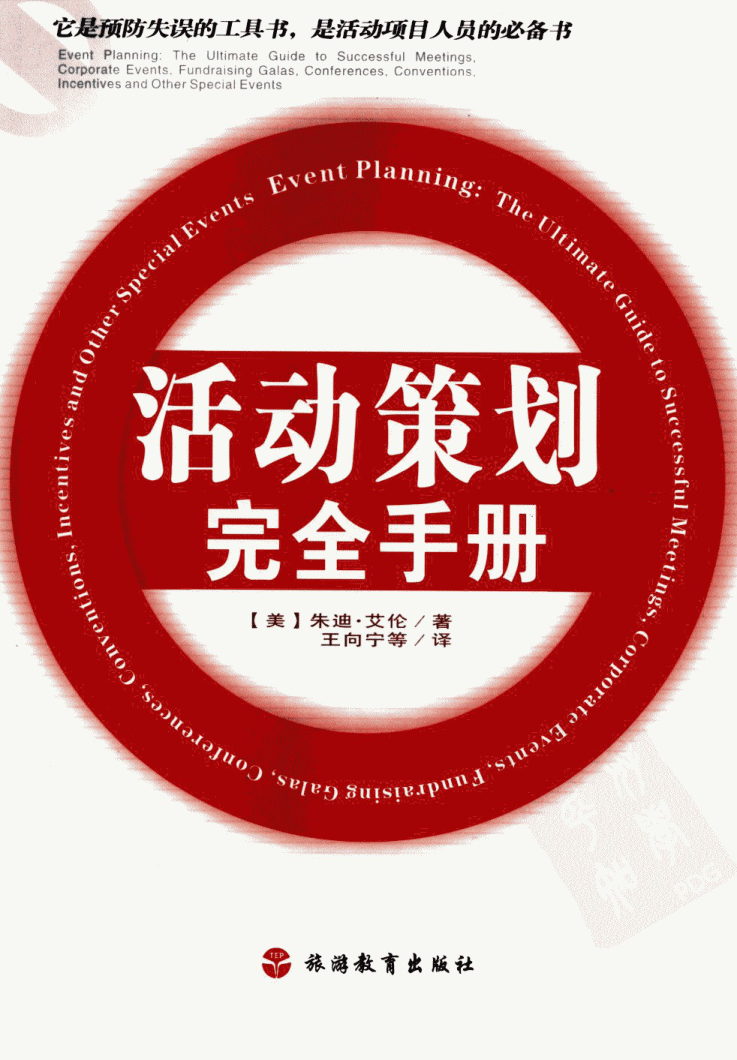 它是预防失误的工具书，是活动项目人员的必备书
Event Planning: The Ultimate Guide to Successful Meetings,
Corporate Events, Fundraising Galas, Conferences, Conventions,
Incentives and Other Special Events
Event Planning: The Ultimate Guide to Successful Meetings, Corporate Events, Fundraising Galas, Conferences, Conventions, Incentives and Other Special Events
活动策划
完全手册
【美】朱迪·艾伦／著
王向宁等／译
PDG
TEP
旅游教育出版社